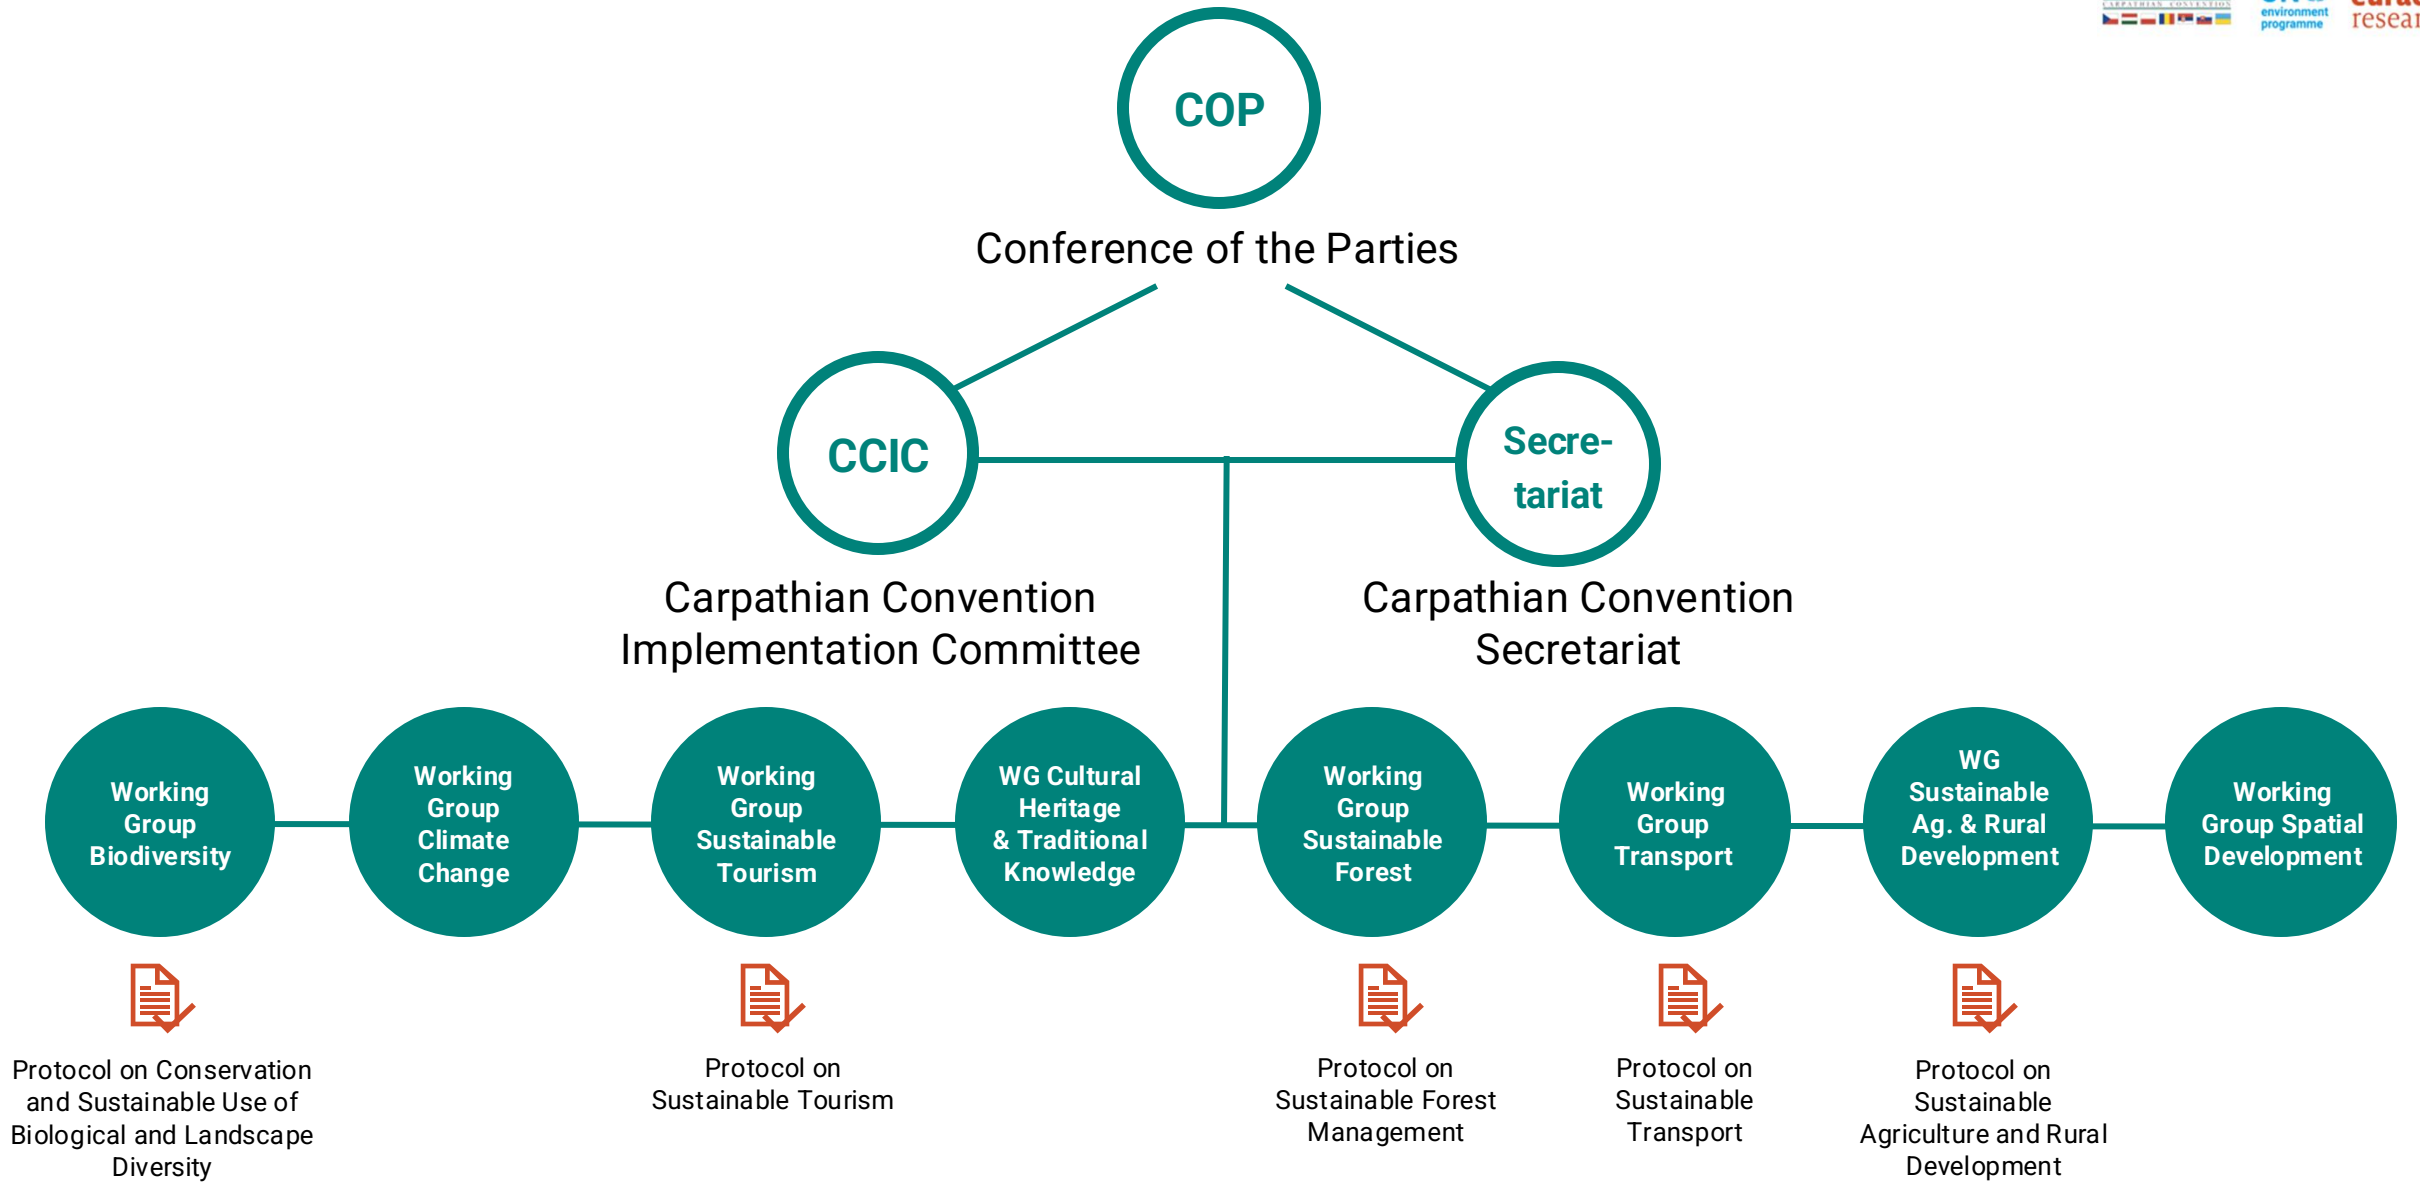 CARPATHIAN CONVENTION
environment
programme
COP
Conference of the Parties
CCIC
Secre-
tariat
Carpathian Convention
Implementation Committee
Carpathian Convention
Secretariat
Working
Group
Biodiversity
Working
Group
Climate
Change
Working
Group
Sustainable
Tourism
WG Cultural
Heritage
& Traditional
Knowledge
Working
Group
Sustainable
Forest
Working
Group
Transport
WG
Sustainable
Ag. & Rural
Development
Working
Group Spatial
Development
Protocol on Conservation
and Sustainable Use of
Biological and Landscape
Diversity
Protocol on
Sustainable Tourism
Protocol on
Sustainable Forest
Management
Protocol on
Sustainable
Transport
Protocol on
Sustainable
Agriculture and Rural
Development